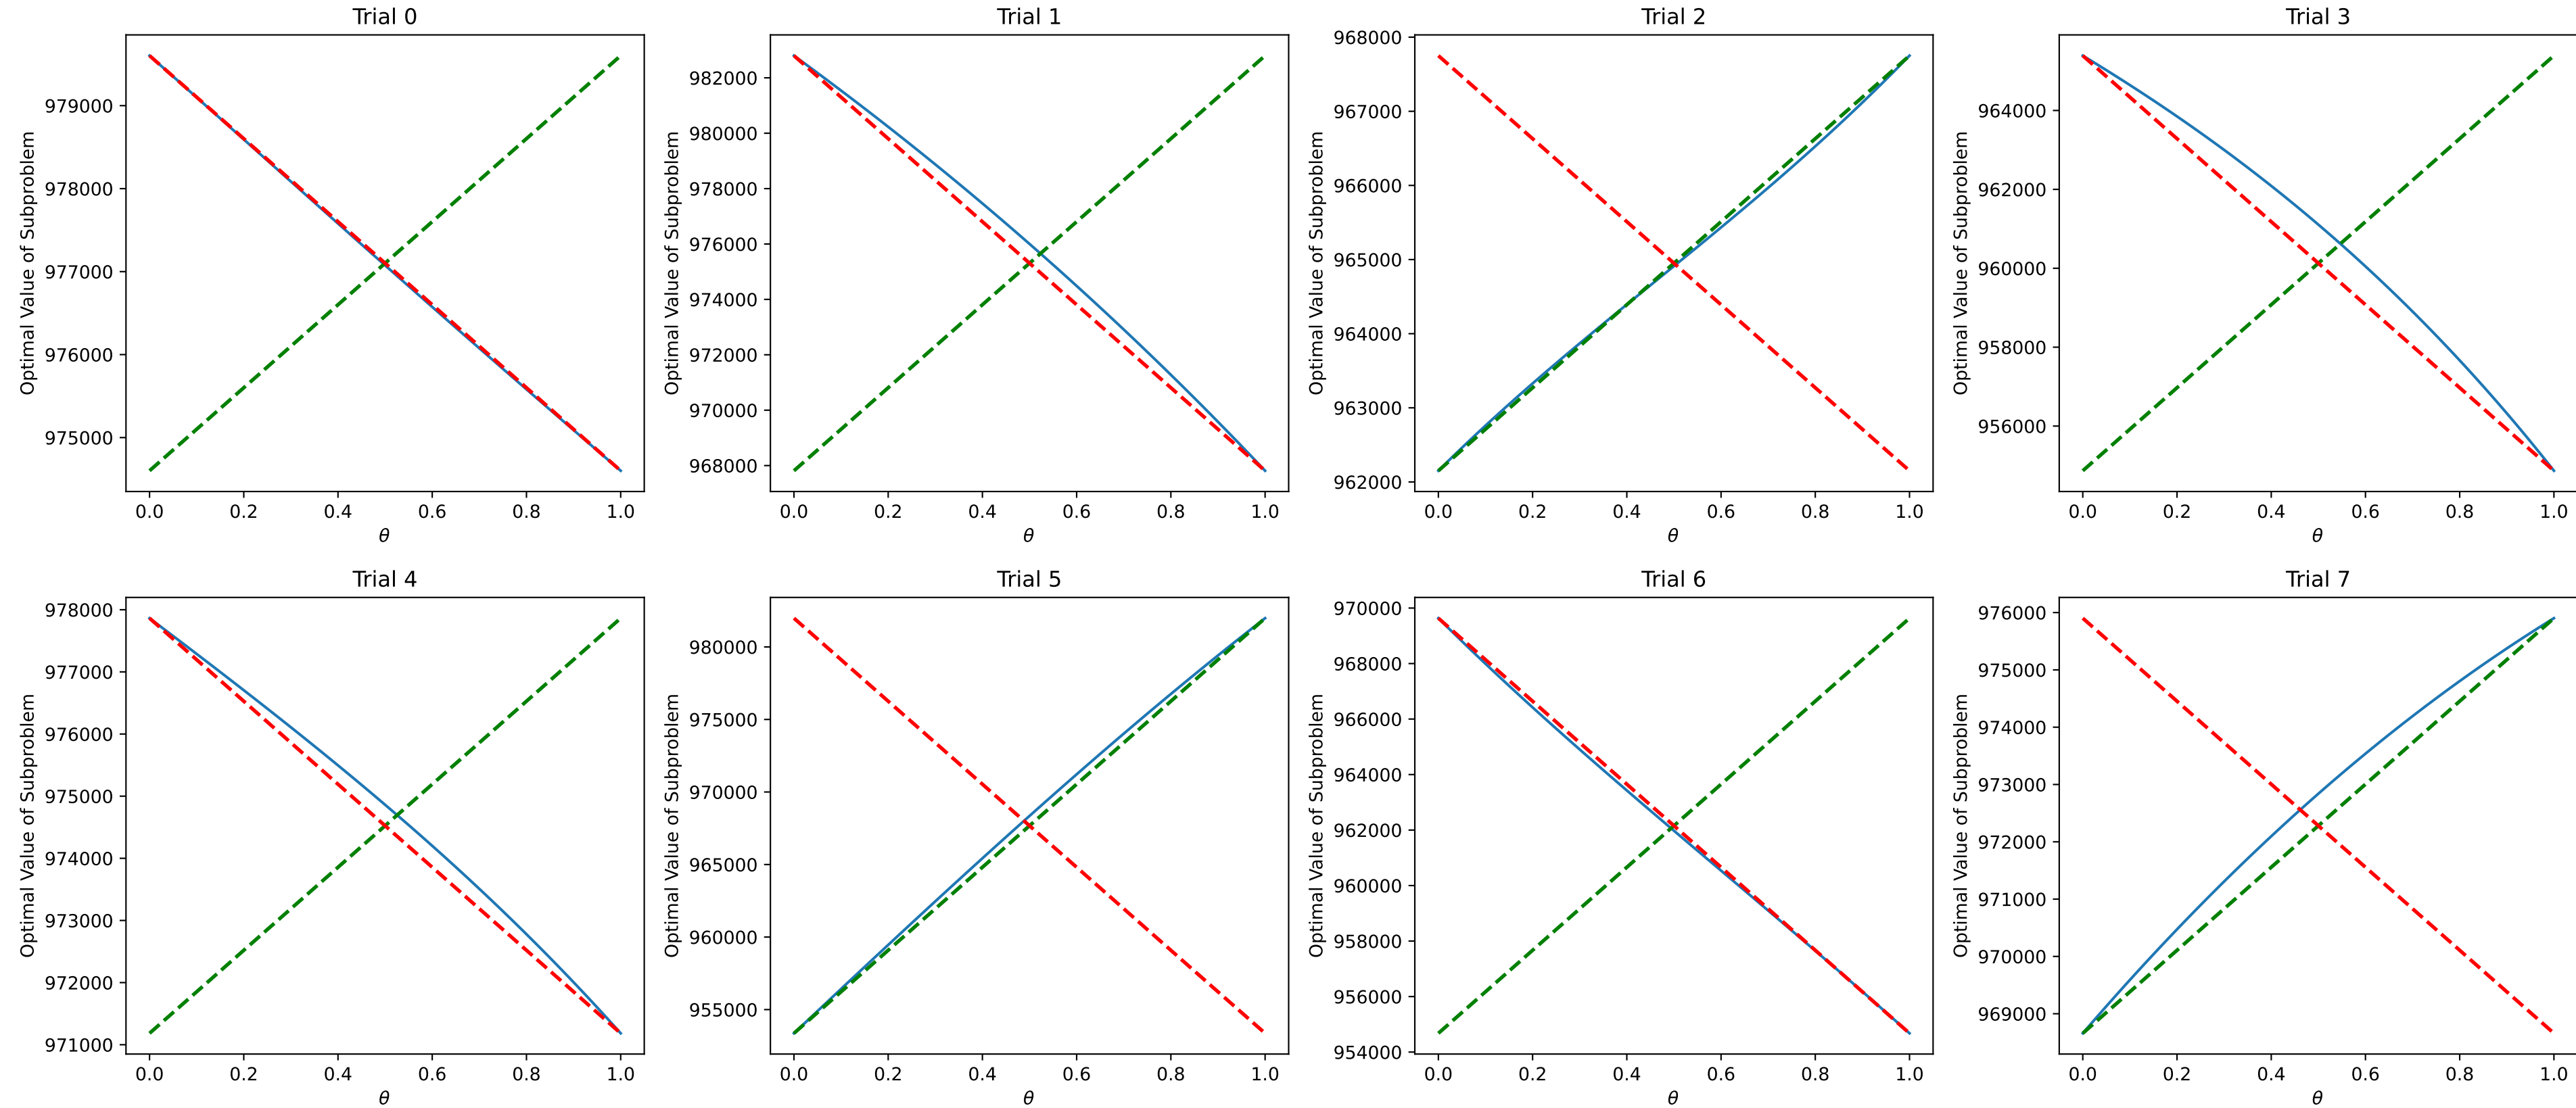 Trial 0
Optimal Value of Subproblem
979000
978000
977000
976000
975000
0.0 0.2 0.4 0.6 0.8 1.0
θ
Trial 1
Optimal Value of Subproblem
982000
980000
978000
976000
974000
972000
970000
968000
0.0 0.2 0.4 0.6 0.8 1.0
θ
Trial 2
Optimal Value of Subproblem
968000
967000
966000
965000
964000
963000
962000
0.0 0.2 0.4 0.6 0.8 1.0
θ
Trial 3
Optimal Value of Subproblem
964000
962000
960000
958000
956000
0.0 0.2 0.4 0.6 0.8 1.0
θ
Trial 4
Optimal Value of Subproblem
978000
977000
976000
975000
974000
973000
972000
971000
0.0 0.2 0.4 0.6 0.8 1.0
θ
Trial 5
Optimal Value of Subproblem
980000
975000
970000
965000
960000
955000
0.0 0.2 0.4 0.6 0.8 1.0
θ
Trial 6
Optimal Value of Subproblem
970000
968000
966000
964000
962000
960000
958000
956000
954000
0.0 0.2 0.4 0.6 0.8 1.0
θ
Trial 7
Optimal Value of Subproblem
976000
975000
974000
973000
972000
971000
970000
969000
0.0 0.2 0.4 0.6 0.8 1.0
θ